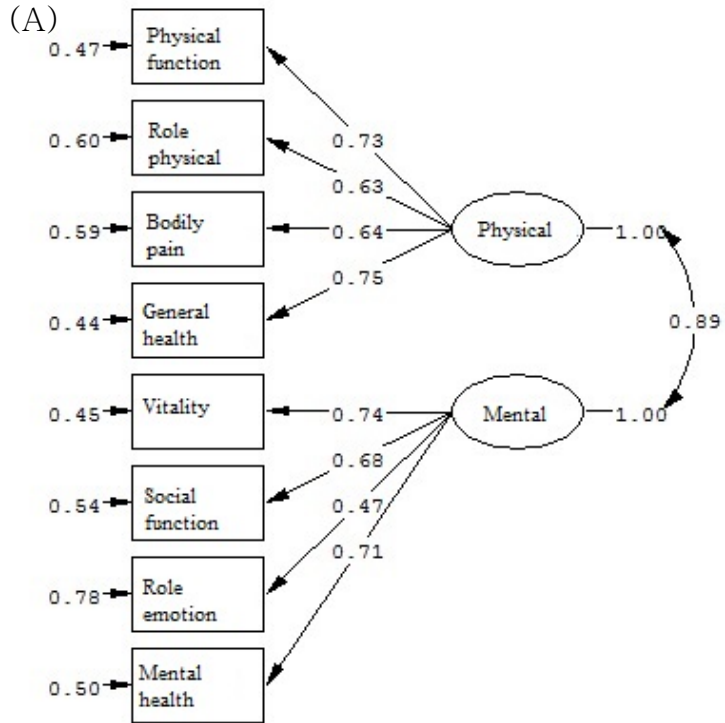 (A)
0.47
Physical
function
0.60
Role
physical
0.59
Bodily
pain
0.44
General
health
0.45
Vitality
0.54
Social
function
0.78
Role
emotion
0.50
Mental
health
0.73
0.63
0.64
0.75
0.74
0.68
0.47
0.71
Physical
1.00
Mental
1.00
0.89